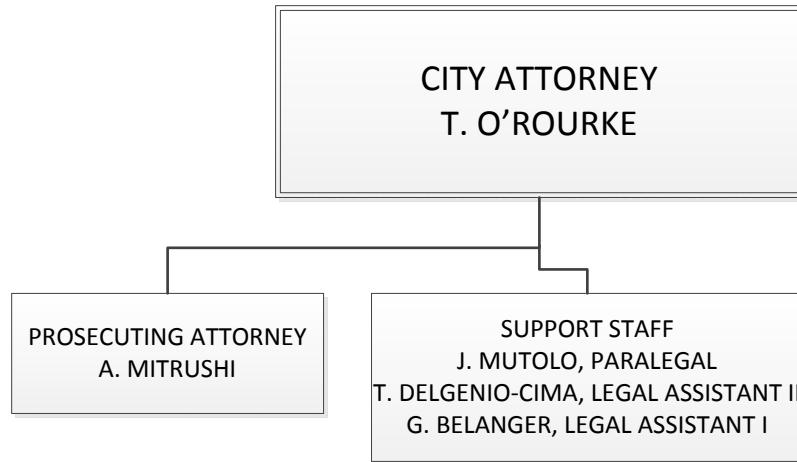 CITY ATTORNEY
T. O’ROURKE
PROSECUTING ATTORNEY
A. MITRUSHI
SUPPORT STAFF
J. MUTOLO, PARALEGAL
T. DELGENIO-CIMA, LEGAL ASSISTANT
G. BELANGER, LEGAL ASSISTANT I